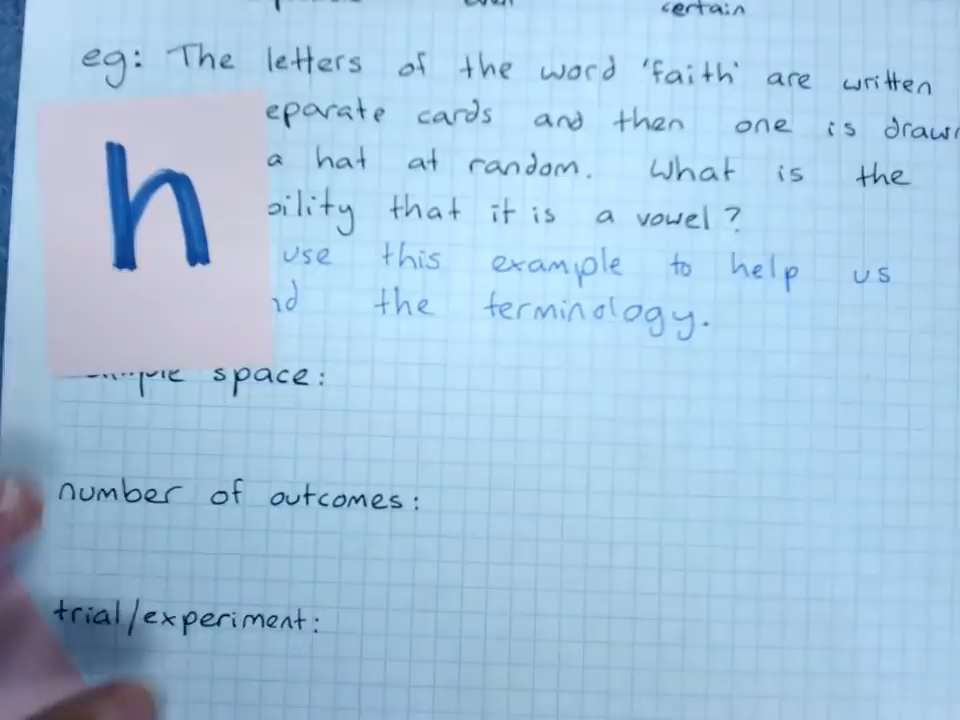 certain
eg: The letters of the word 'faith' are written
eparate cards and then one is drawn
a hat at random. What is the
bility that it is a vowel?
use this example to help us
nd the terminology.
h
space:
number of outcomes:
trial/experiment: